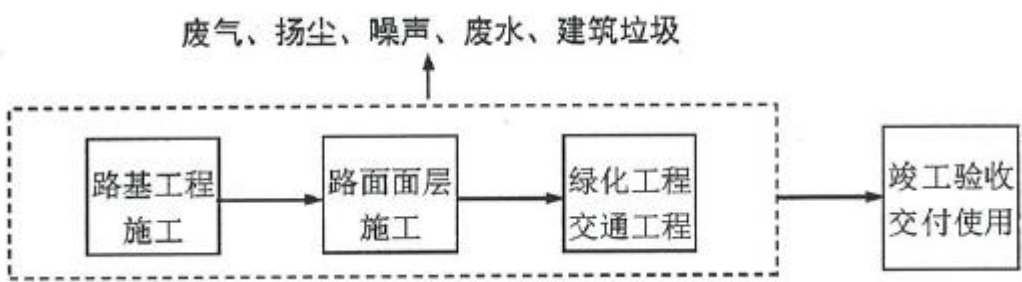 废气、扬尘、噪声、废水、建筑垃圾
路基工程
施工
路面面层
施工
绿化工程
交通工程
竣工验收
交付使用